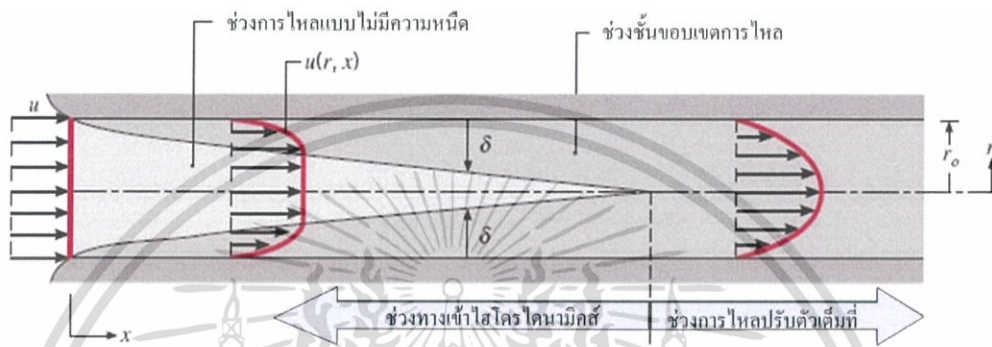 ช่วงการไหลแบบไม่มีความหนืด
ช่วงชั้นขอบเขตการไหล
u(r, x)
u
δ
r_o
r
δ
ช่วงทางเข้าไฮโดรไดนามิกส์
ช่วงการไหลปรับตัวเต็มที่
x